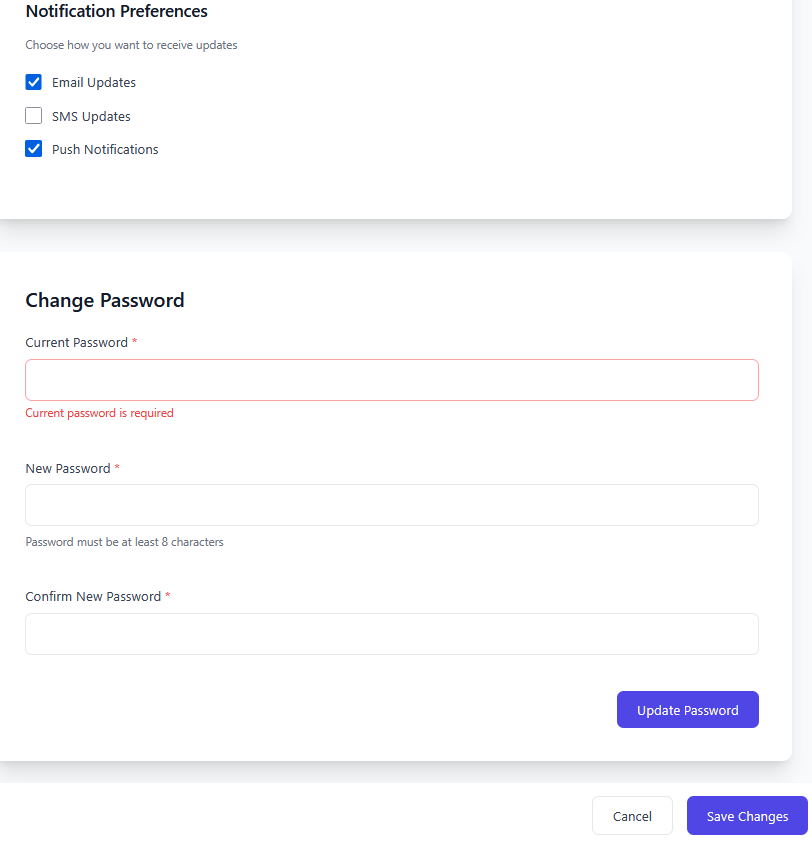 Notification Preferences
Choose how you want to receive updates
Email Updates
SMS Updates
Push Notifications
Change Password
Current Password *
Current password is required
New Password *
Password must be at least 8 characters
Confirm New Password *
Update Password
Cancel
Save Changes